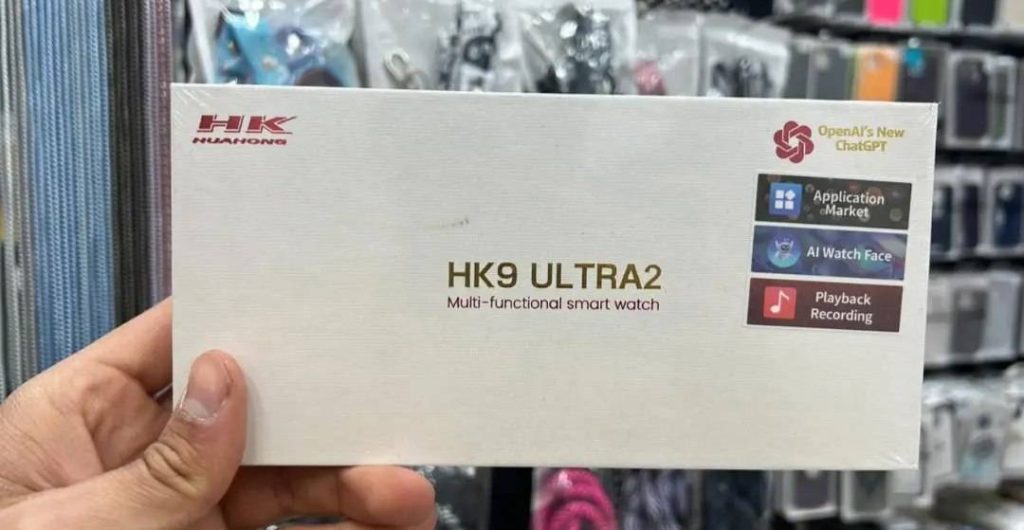 HK
HUAHONG
OpenAI's New
ChatGPT
Application
Market
AI Watch Face
Playback
Recording
HK9 ULTRA2
Multi-functional smart watch